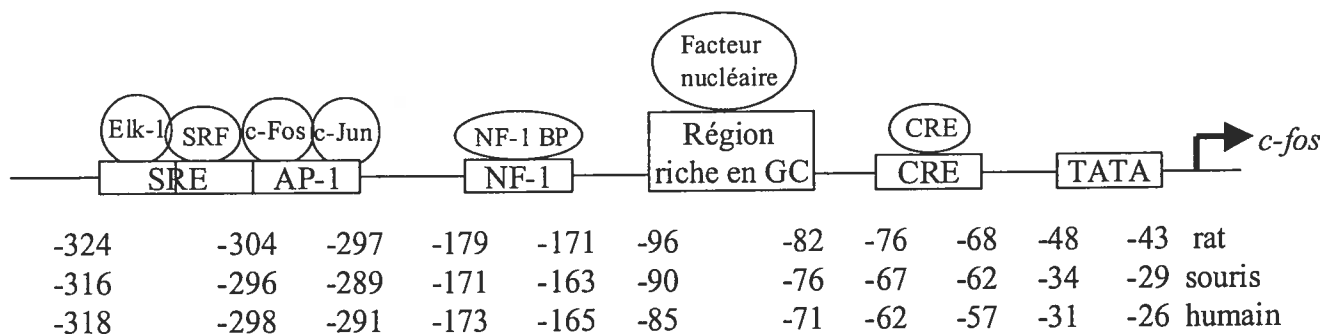 Facteur
nucléaire
Elk-1 SRF c-Fos c-Jun NF-1 BP CRE
Région
riche en GC
SRE AP-1 NF-1 CRE TATA c-fos
-324 -304 -297 -179 -171 -96 -82 -76 -68 -48 -43 rat
-316 -296 -289 -171 -163 -90 -76 -67 -62 -34 -29 souris
-318 -298 -291 -173 -165 -85 -71 -62 -57 -31 -26 humain